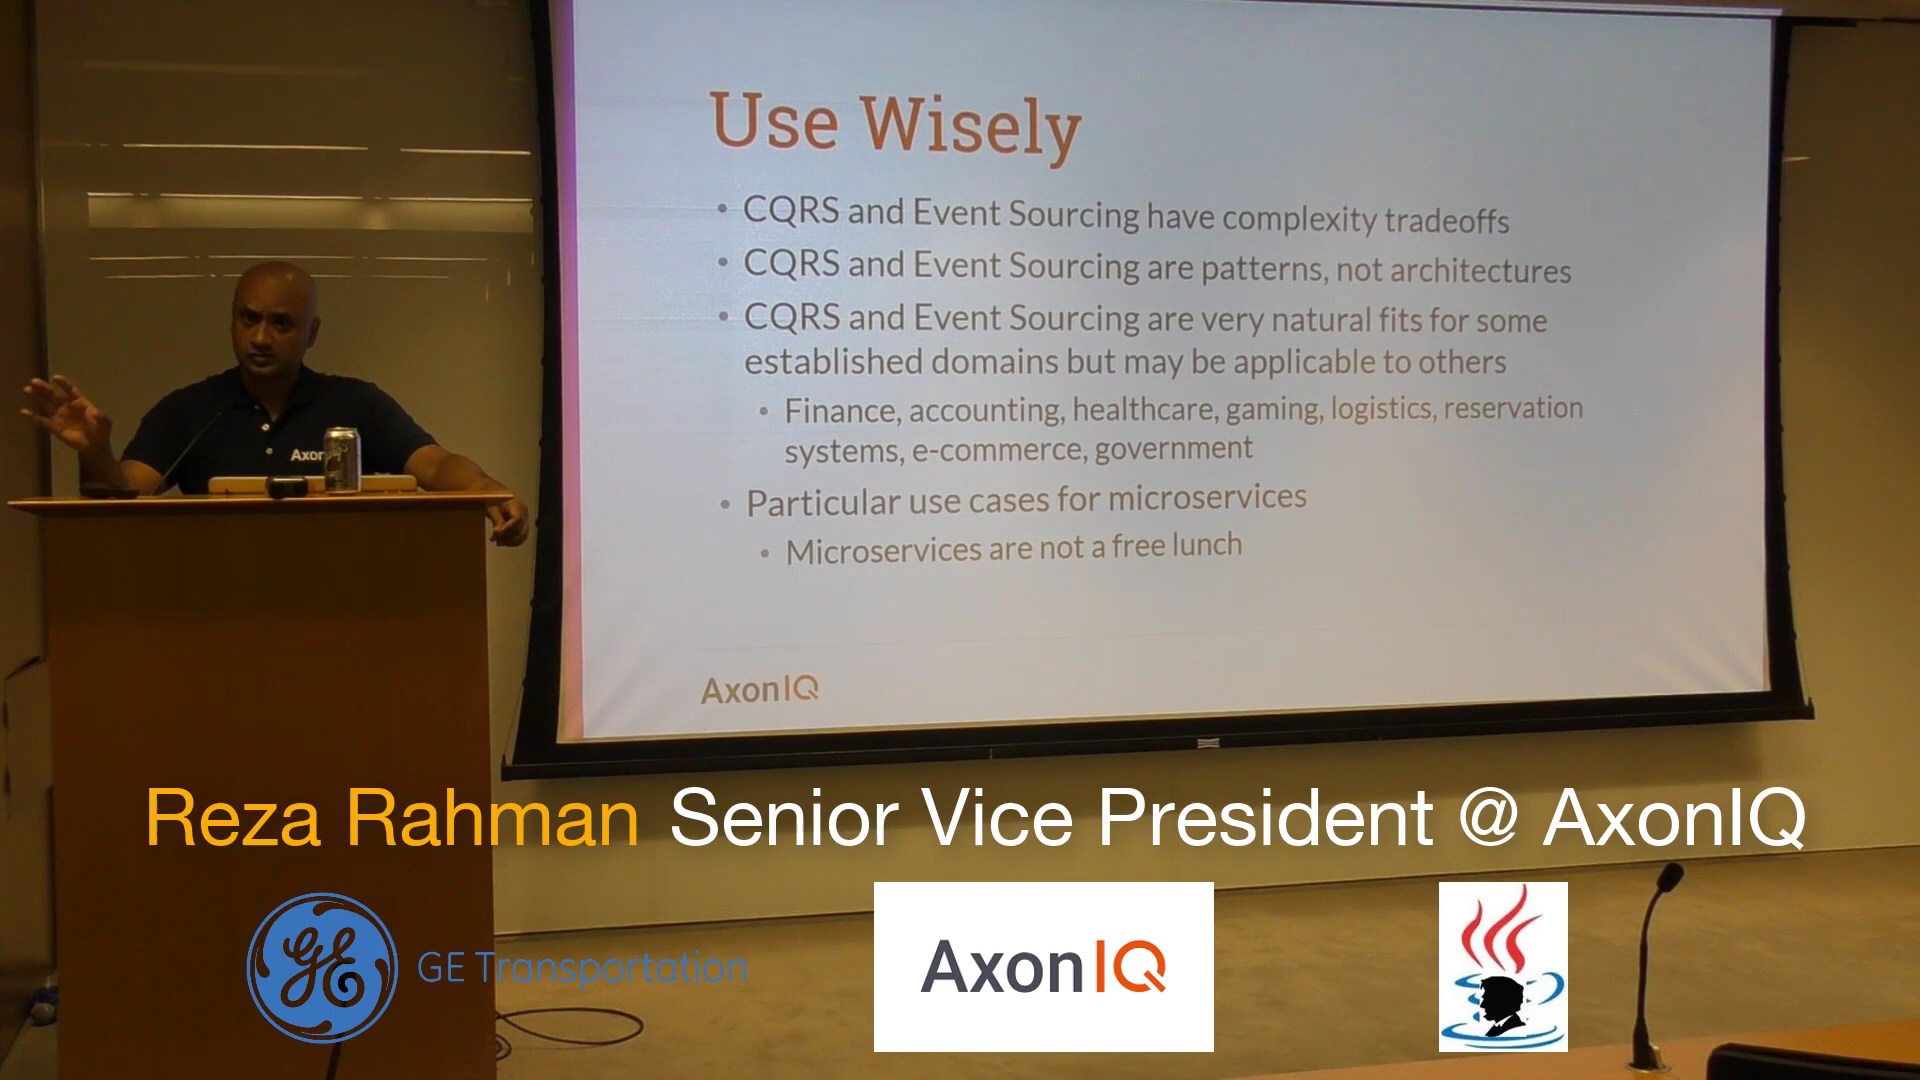 Use Wisely
• CQRS and Event Sourcing have complexity tradeoffs
• CQRS and Event Sourcing are patterns, not architectures
• CQRS and Event Sourcing are very natural fits for some
established domains but may be applicable to others
• Finance, accounting, healthcare, gaming, logistics, reservation
systems, e-commerce, government
• Particular use cases for microservices
• Microservices are not a free lunch
AxonIQ
Axon
Reza Rahman Senior Vice President @ AxonIQ
GE GE Transportation
AxonIQ